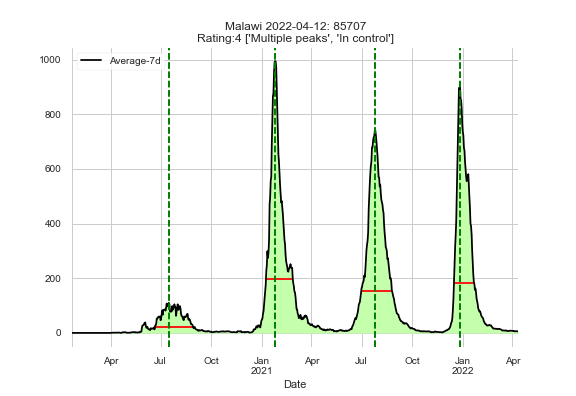 Malawi 2022-04-12: 85707
Rating:4 ['Multiple peaks', 'In control']
Average-7d
1000
800
600
400
200
0
Apr Jul Oct Jan Apr Jul Oct Jan Apr
2021 2022
Date